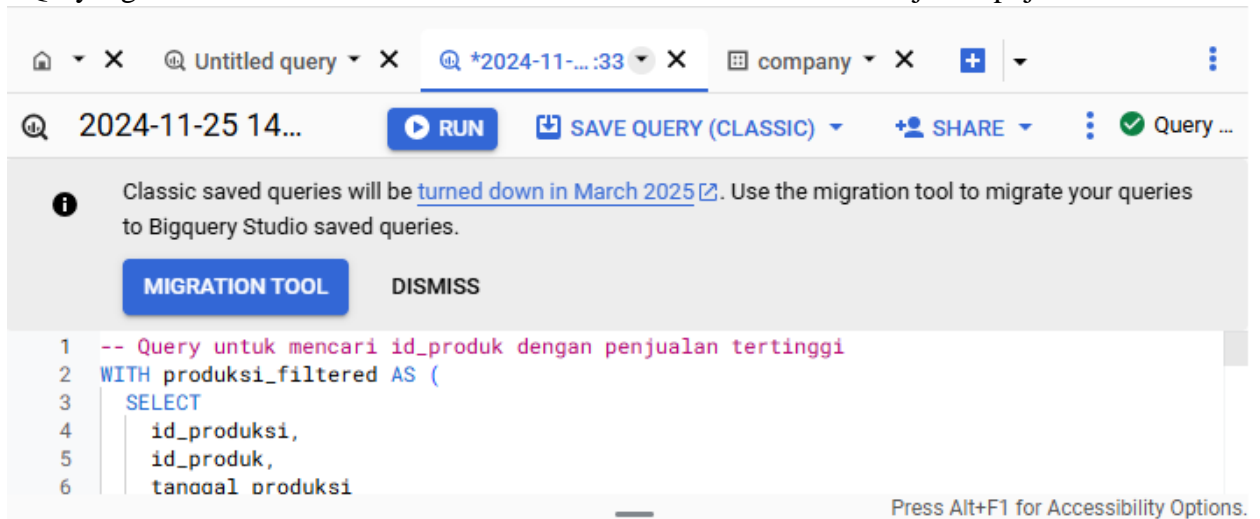 Untitled query
*2024-11-...:33
company
2024-11-25 14...
RUN
SAVE QUERY (CLASSIC)
SHARE
Query ...
Classic saved queries will be turned down in March 2025. Use the migration tool to migrate your queries
to Bigquery Studio saved queries.
MIGRATION TOOL
DISMISS
1 -- Query untuk mencari id_produk dengan penjualan tertinggi
2 WITH produksi_filtered AS (
3 SELECT
4 id_produksi,
5 id_produk,
6 tanggal_produksi
Press Alt+F1 for Accessibility Options.